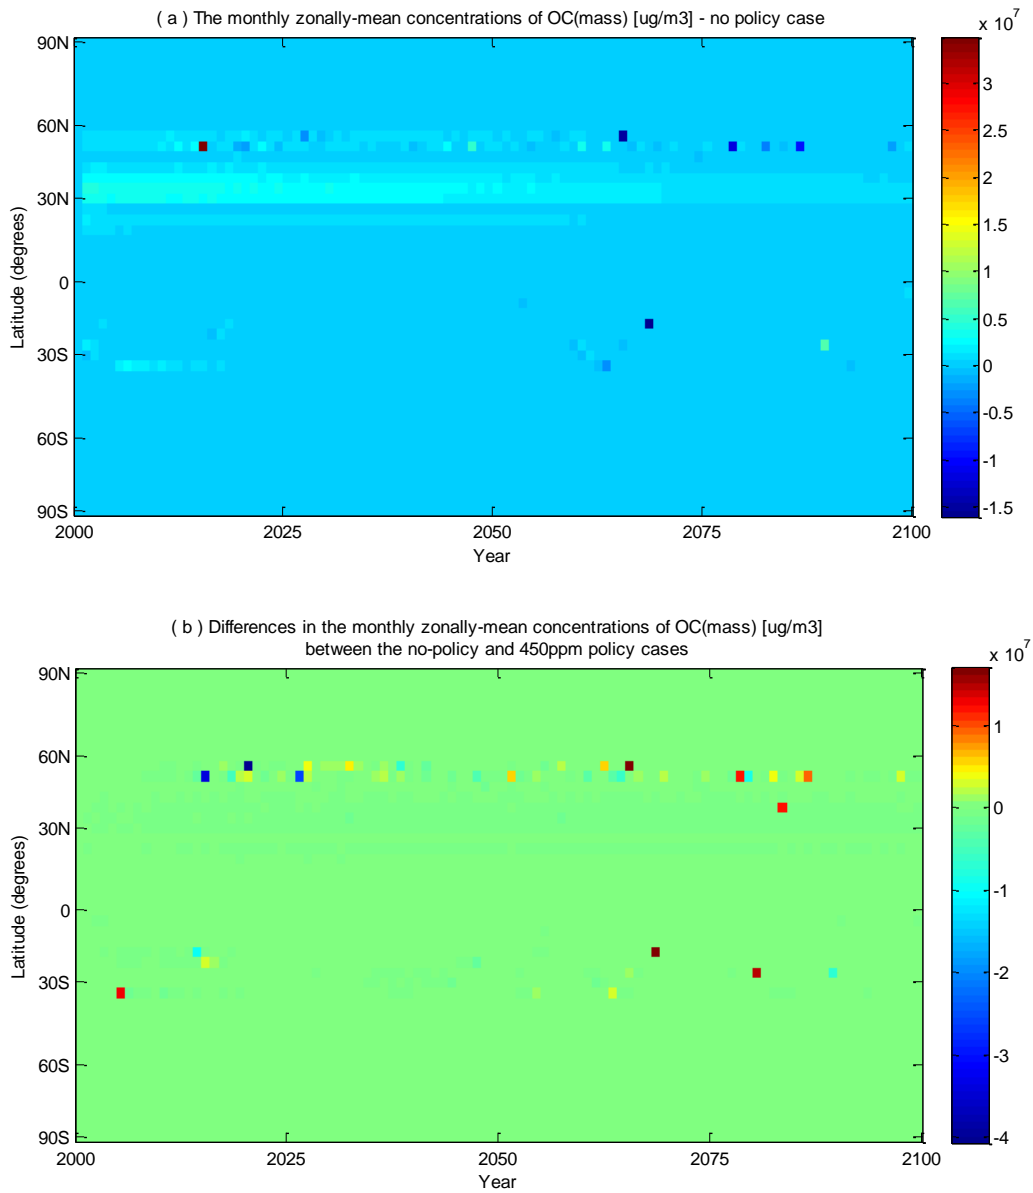 ( a ) The monthly zonally-mean concentrations of OC(mass) [ug/m3] - no policy case
x 10^7
90N
60N
30N
0
30S
60S
90S
Latitude (degrees)
2000 2025 2050 2075 2100
Year
3
2.5
2
1.5
1
0.5
0
-0.5
-1
-1.5
( b ) Differences in the monthly zonally-mean concentrations of OC(mass) [ug/m3]
between the no-policy and 450ppm policy cases
x 10^7
90N
60N
30N
0
30S
60S
90S
Latitude (degrees)
2000 2025 2050 2075 2100
Year
1
0
-1
-2
-3
-4